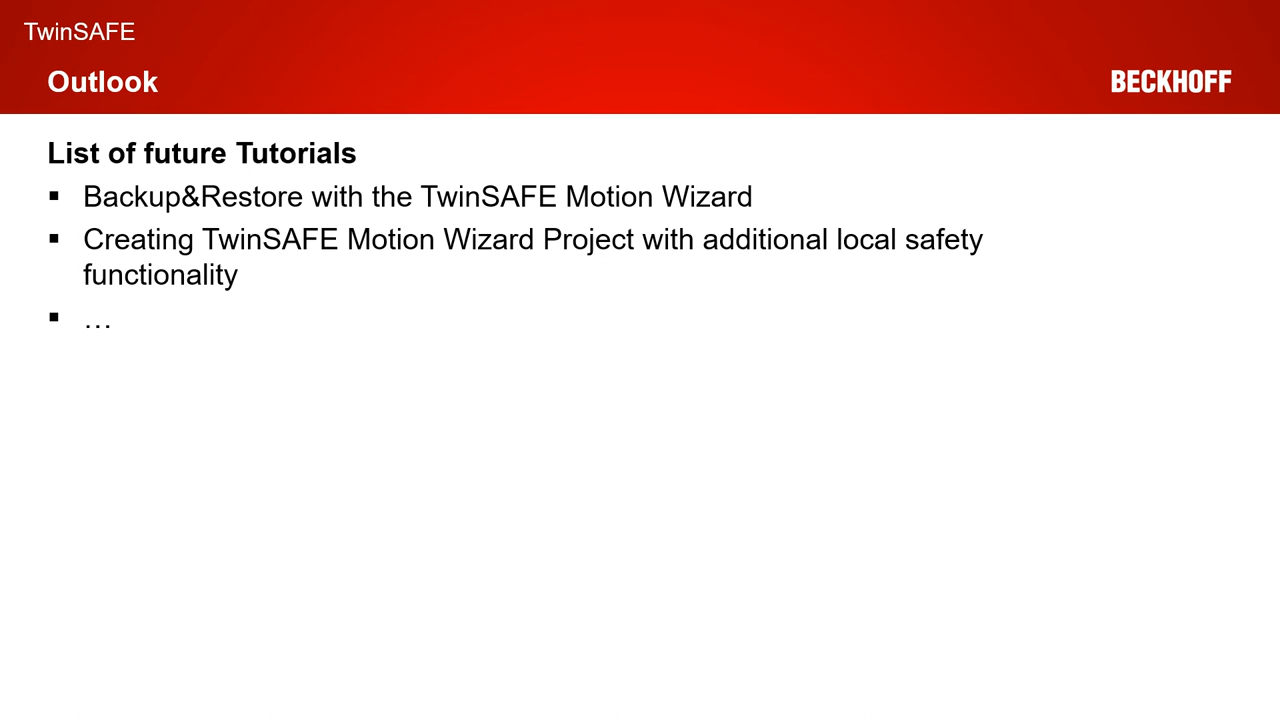 TwinSAFE
Outlook
BECKHOFF
List of future Tutorials
▪ Backup&Restore with the TwinSAFE Motion Wizard
▪ Creating TwinSAFE Motion Wizard Project with additional local safety
functionality
▪ …